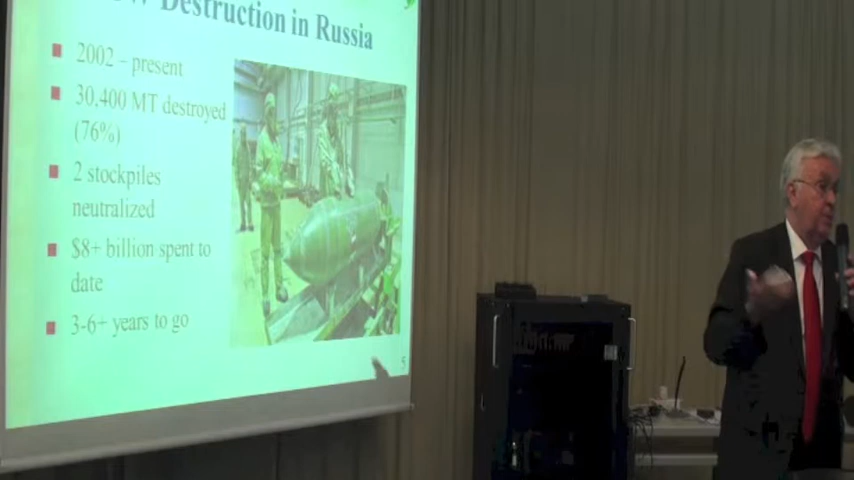 Destruction in Russia
2002 – present
30,400 MT destroyed
(76%)
2 stockpiles
neutralized
$8+ billion spent to
date
3-6+ years to go
5